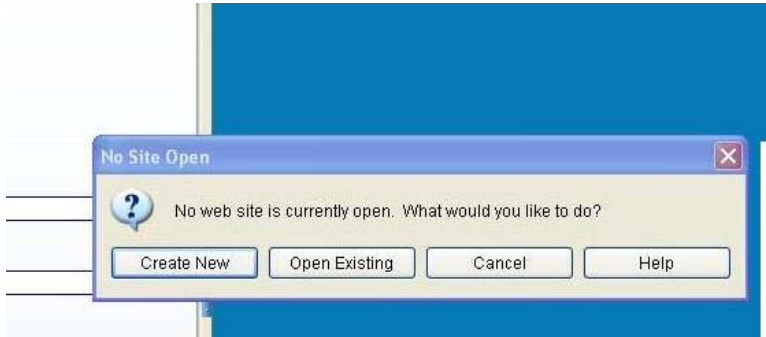 No Site Open
No web site is currently open. What would you like to do?
Create New
Open Existing
Cancel
Help